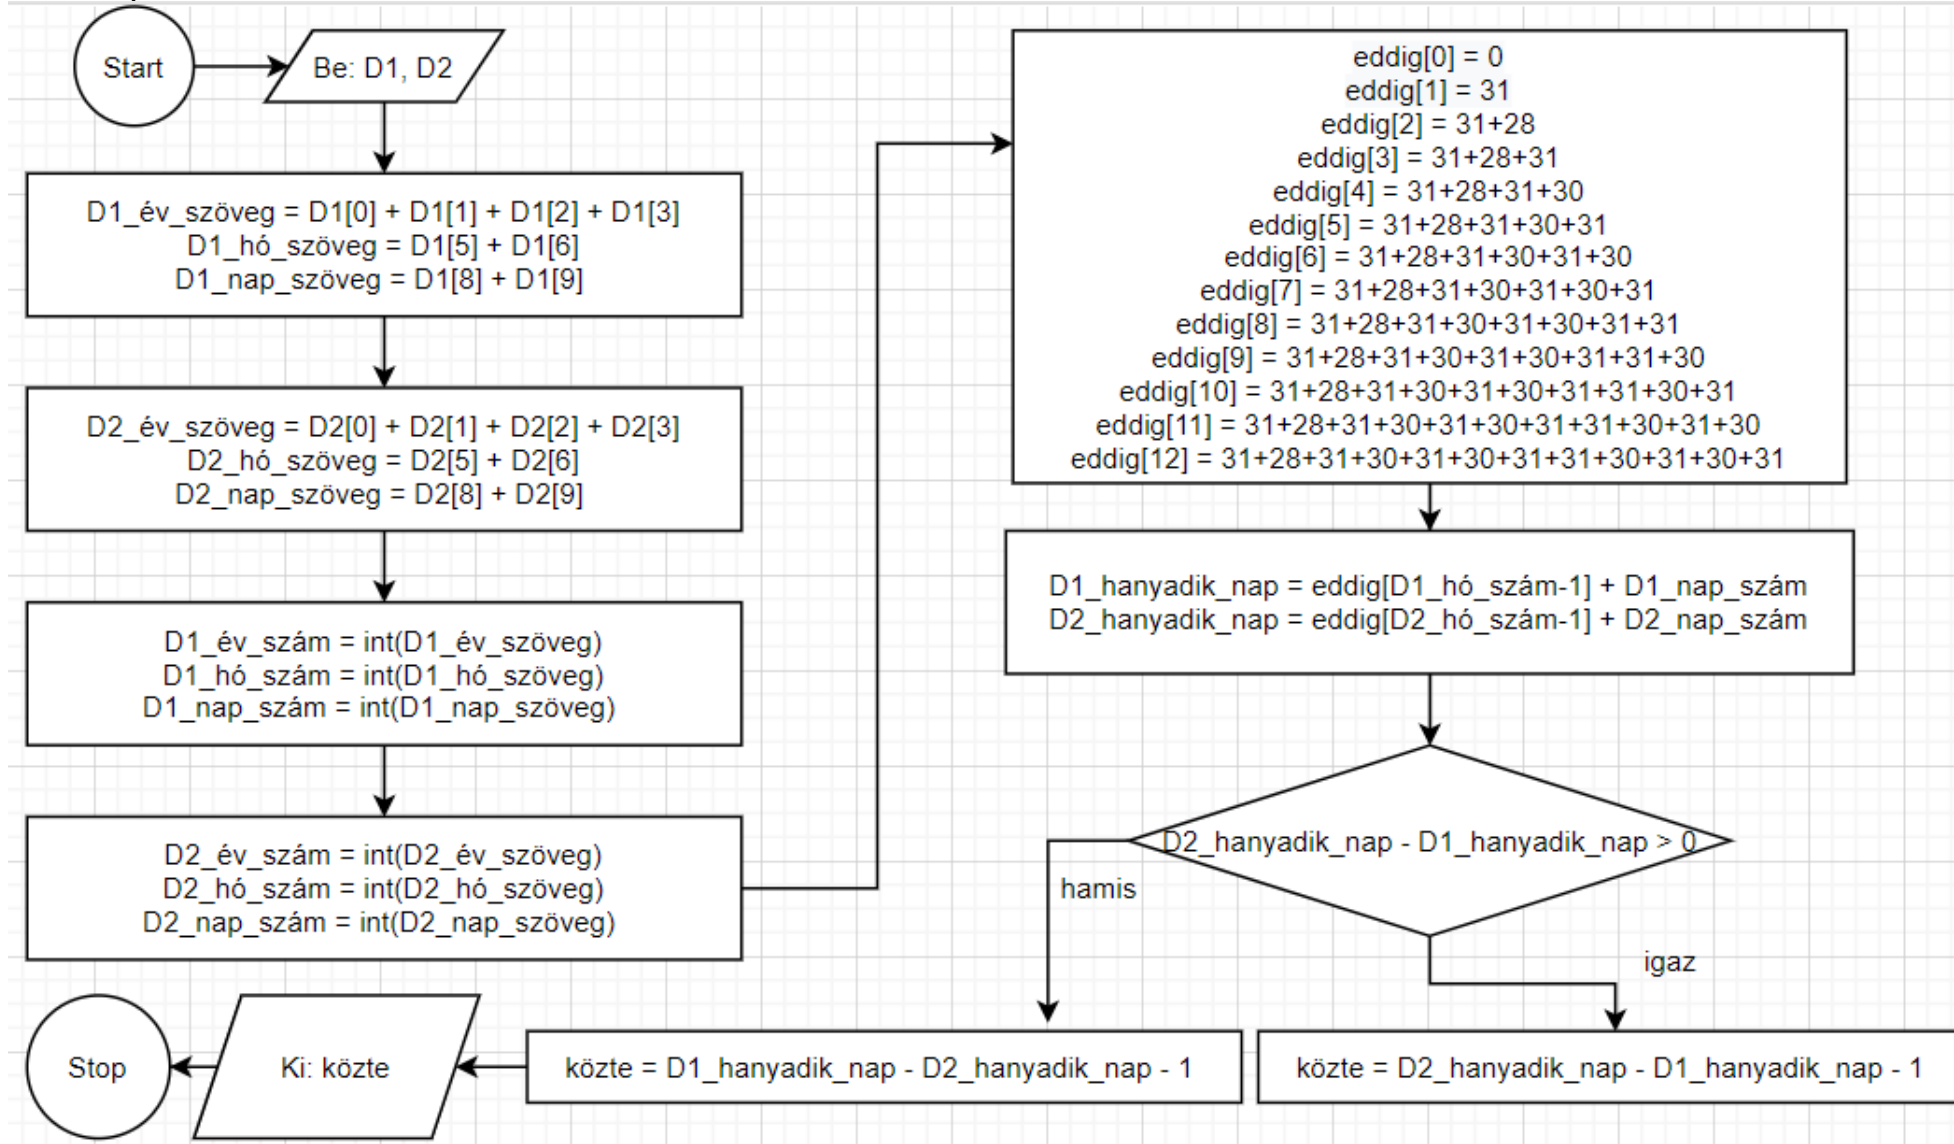 Start
Be: D1, D2
D1_év_szöveg = D1[0] + D1[1] + D1[2] + D1[3]
D1_hó_szöveg = D1[5] + D1[6]
D1_nap_szöveg = D1[8] + D1[9]
D2_év_szöveg = D2[0] + D2[1] + D2[2] + D2[3]
D2_hó_szöveg = D2[5] + D2[6]
D2_nap_szöveg = D2[8] + D2[9]
D1_év_szám = int(D1_év_szöveg)
D1_hó_szám = int(D1_hó_szöveg)
D1_nap_szám = int(D1_nap_szöveg)
D2_év_szám = int(D2_év_szöveg)
D2_hó_szám = int(D2_hó_szöveg)
D2_nap_szám = int(D2_nap_szöveg)
eddig[0] = 0
eddig[1] = 31
eddig[2] = 31+28
eddig[3] = 31+28+31
eddig[4] = 31+28+31+30
eddig[5] = 31+28+31+30+31
eddig[6] = 31+28+31+30+31+30
eddig[7] = 31+28+31+30+31+30+31
eddig[8] = 31+28+31+30+31+30+31+31
eddig[9] = 31+28+31+30+31+30+31+31+30
eddig[10] = 31+28+31+30+31+30+31+31+30+31
eddig[11] = 31+28+31+30+31+30+31+31+30+31+30
eddig[12] = 31+28+31+30+31+30+31+31+30+31+30+31
D1_hanyadik_nap = eddig[D1_hó_szám-1] + D1_nap_szám
D2_hanyadik_nap = eddig[D2_hó_szám-1] + D2_nap_szám
D2_hanyadik_nap - D1_hanyadik_nap > 0
hamis
igaz
közte = D2_hanyadik_nap - D1_hanyadik_nap - 1
közte = D1_hanyadik_nap - D2_hanyadik_nap - 1
Ki: közte
Stop